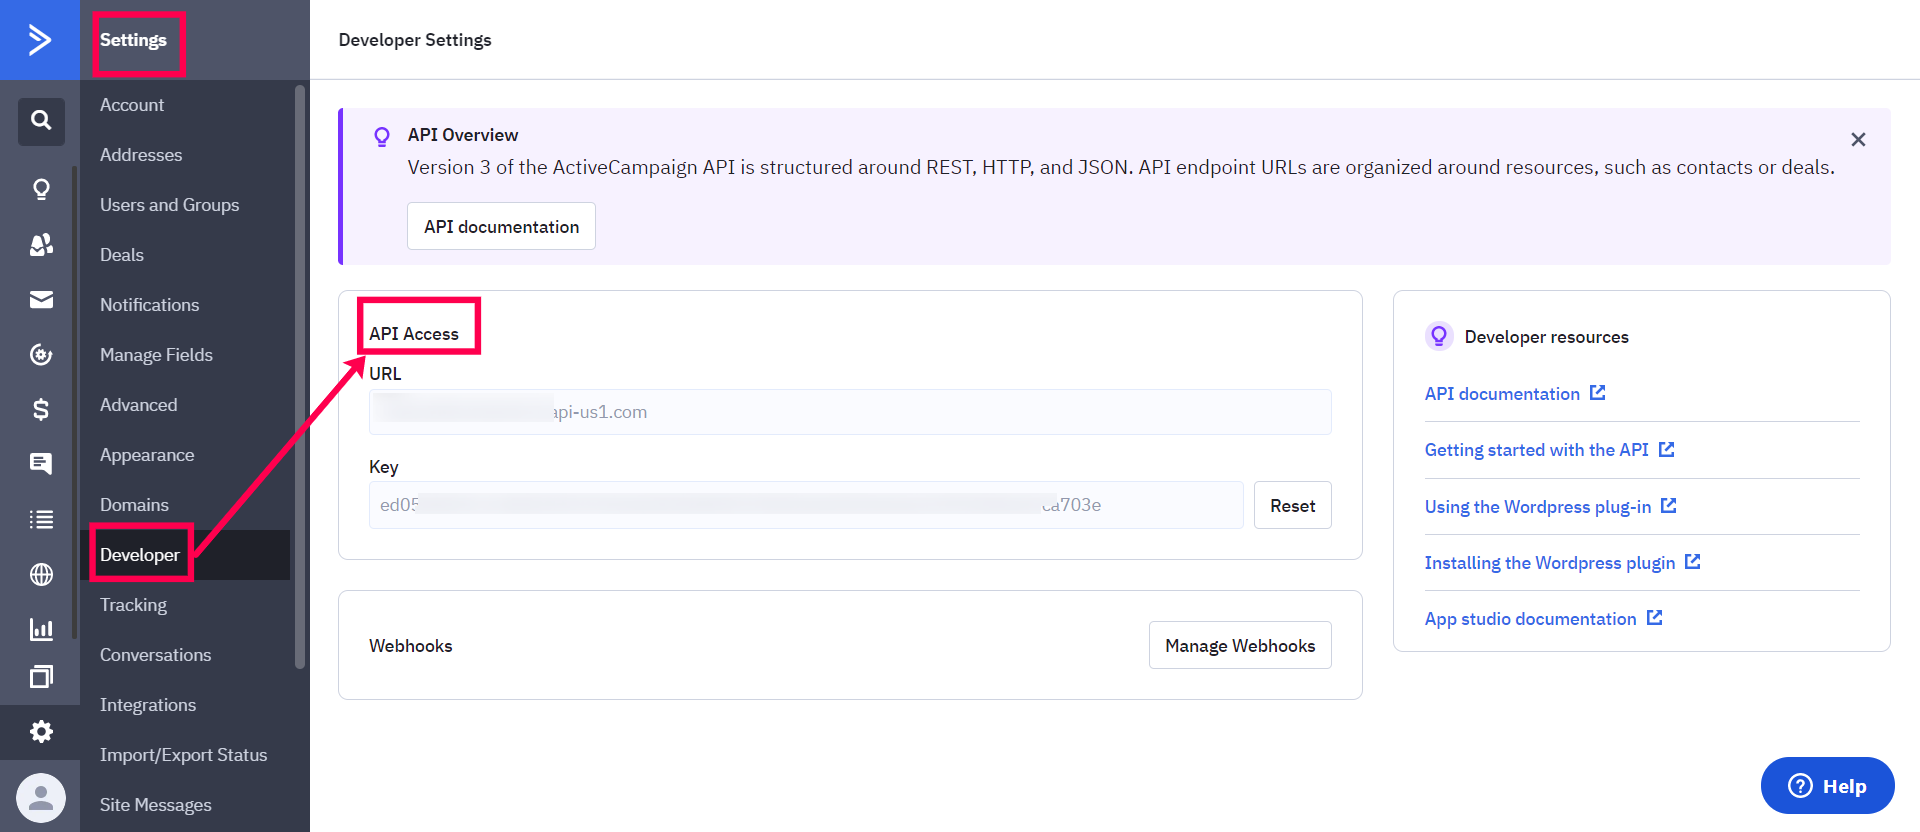 Settings
Account
Addresses
Users and Groups
Deals
Notifications
Manage Fields
Advanced
Appearance
Domains
Developer
Tracking
Conversations
Integrations
Import/Export Status
Site Messages
Developer Settings
API Overview
Version 3 of the ActiveCampaign API is structured around REST, HTTP, and JSON. API endpoint URLs are organized around resources, such as contacts or deals.
API documentation
API Access
URL
api-us1.com
Key
ed05 ca703e
Reset
Webhooks
Manage Webhooks
Developer resources
API documentation
Getting started with the API
Using the Wordpress plug-in
Installing the Wordpress plugin
App studio documentation
Help